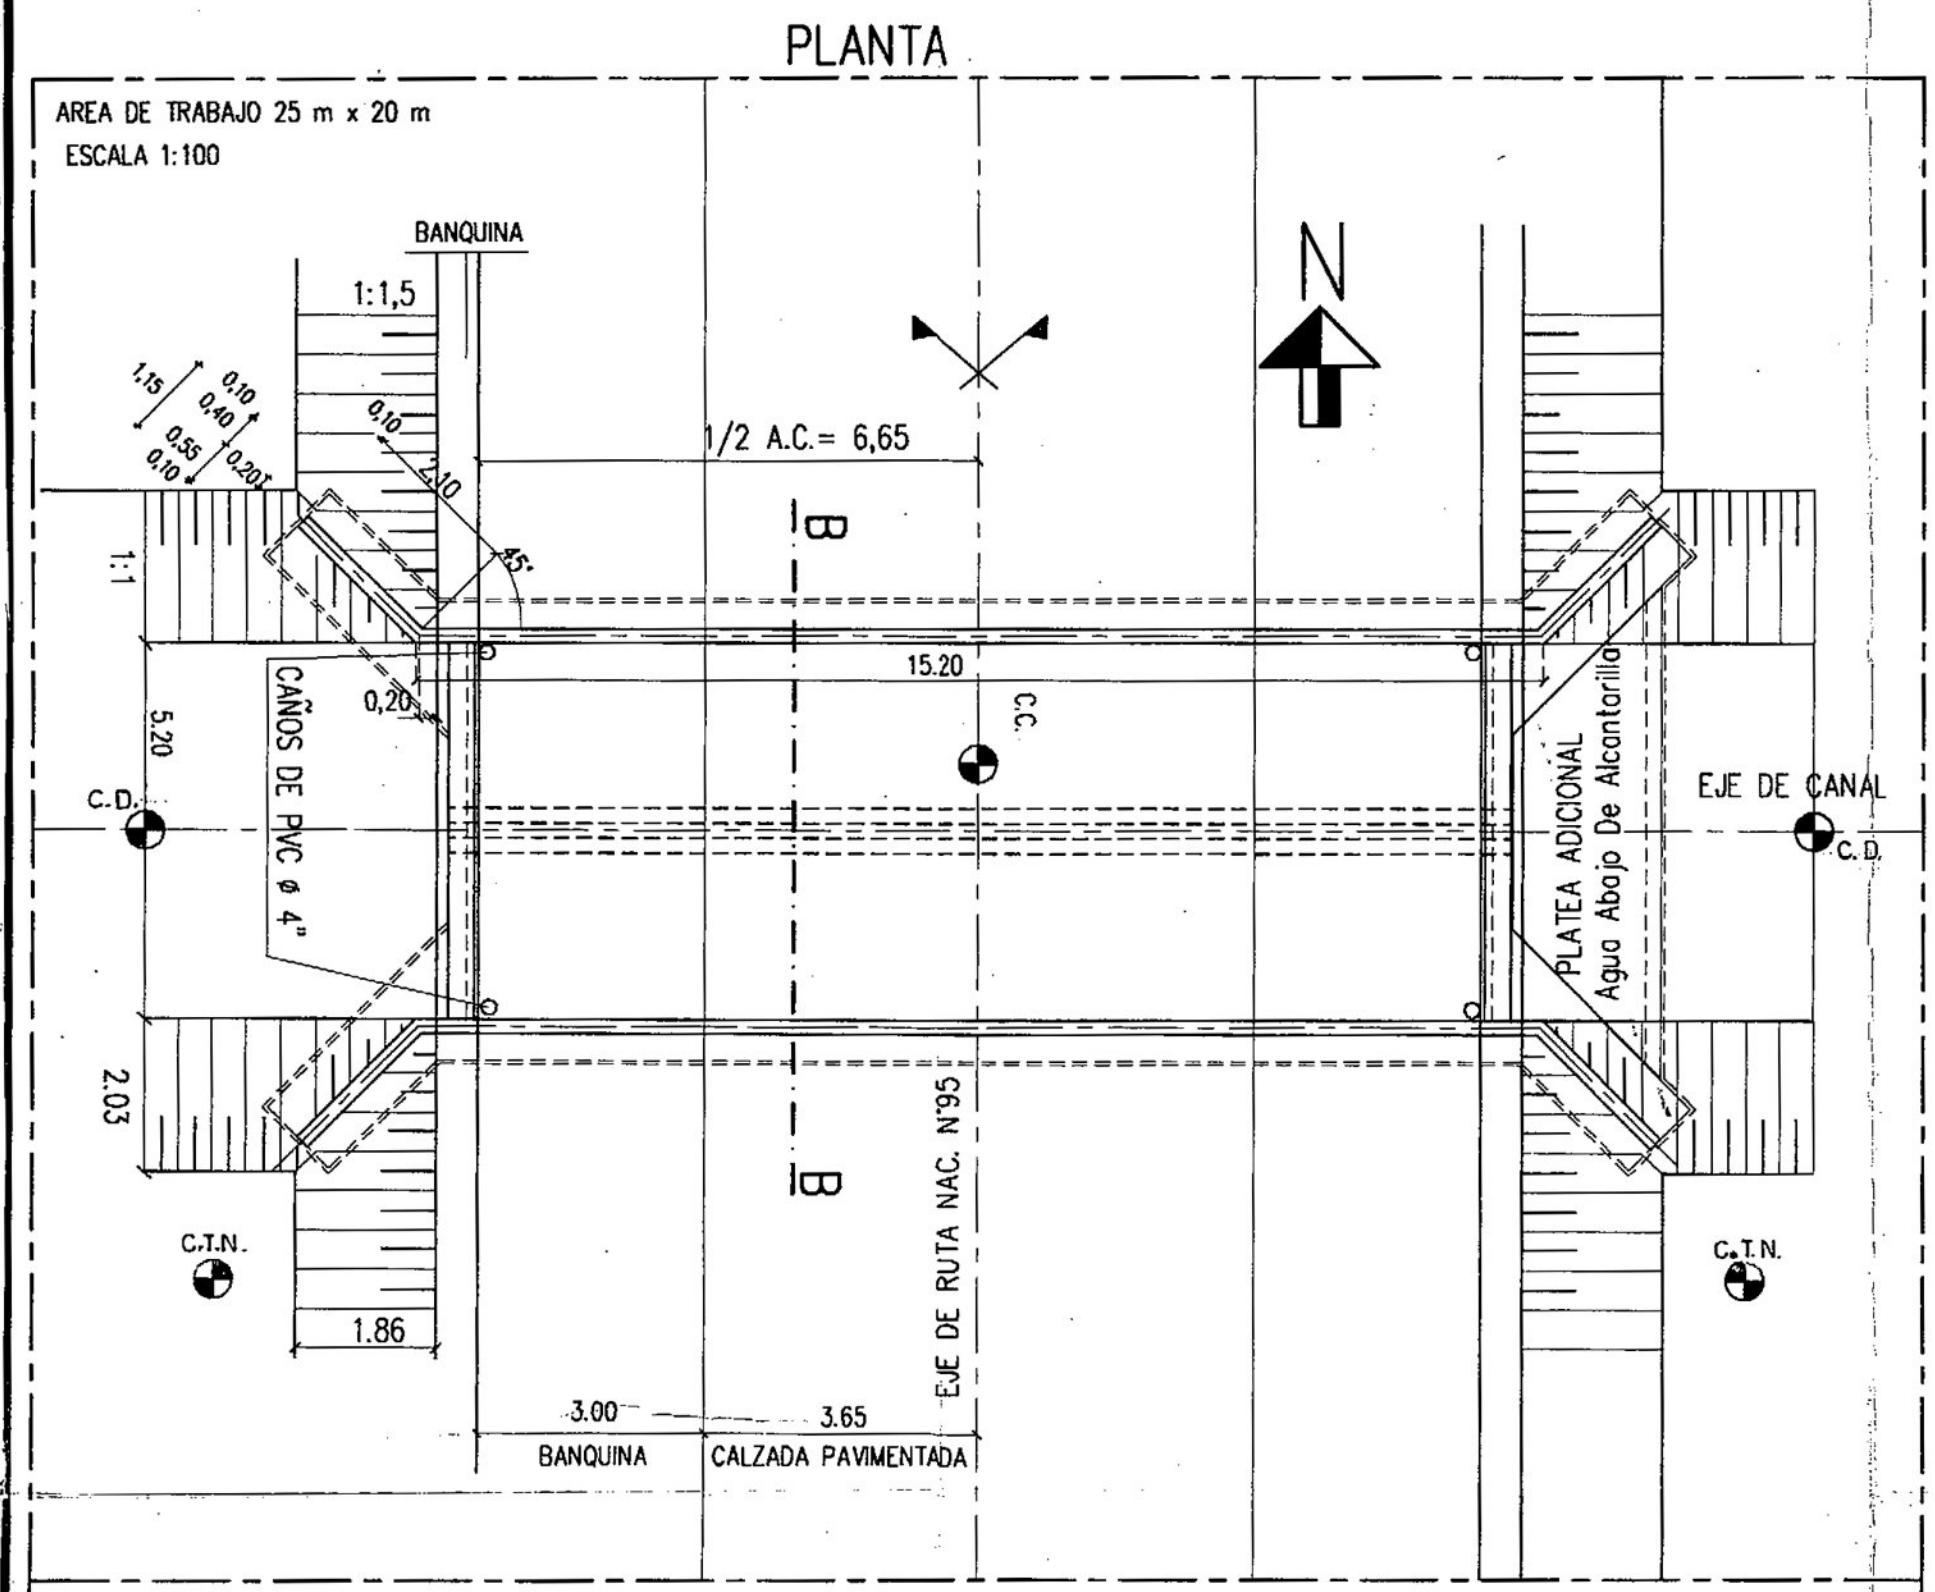 PLANTA
AREA DE TRABAJO 25 m x 20 m
ESCALA 1:100
BANQUINA
1:1,5
N
1,15
0,10
0,40
0,55
0,10
0,20
0,10
2,10
45°
1/2 A.C.= 6,65
B
1:1
15.20
0,20
CAÑOS DE PVC ø 4"
5.20
C.C.
C.D.
PLATEA ADICIONAL
Agua Abajo De Alcantarilla
EJE DE CANAL
C.D.
2.03
B
EJE DE RUTA NAC. N°95
C.T.N.
C.T.N.
1.86
3.00
3.65
BANQUINA
CALZADA PAVIMENTADA